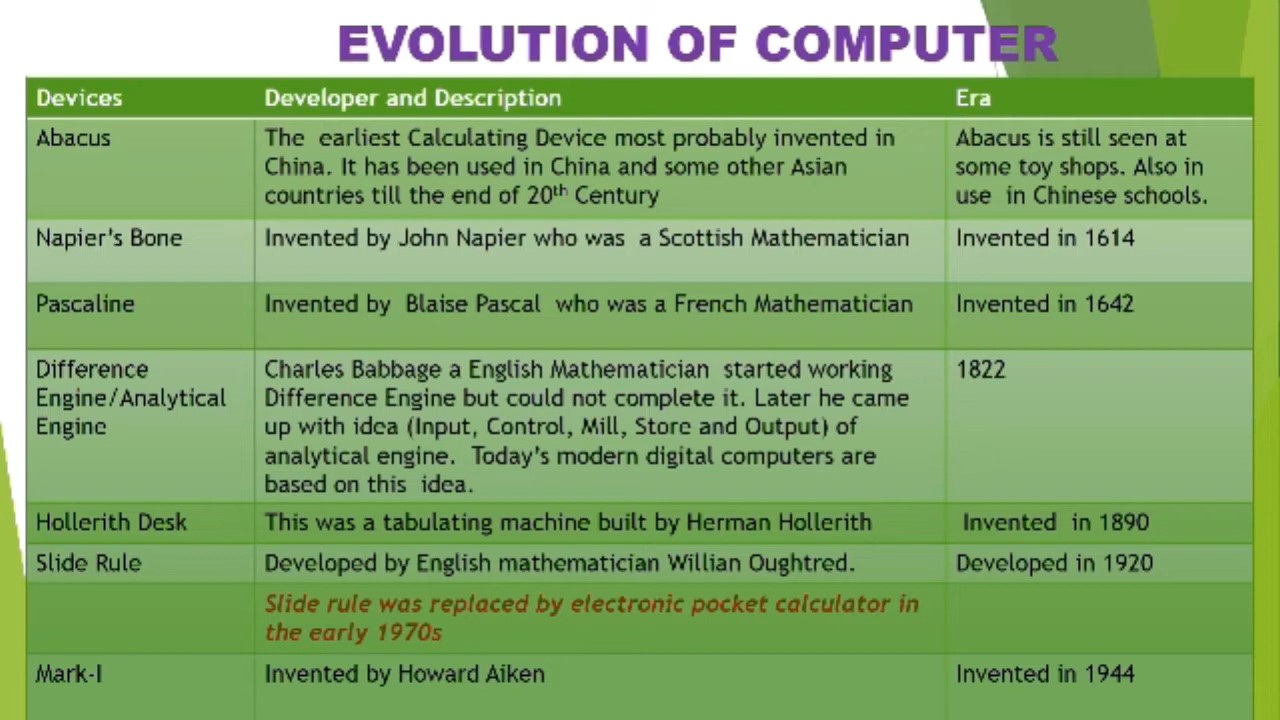 EVOLUTION OF COMPUTER
Devices Developer and Description Era
Abacus
The earliest Calculating Device most probably invented in
China. It has been used in China and some other Asian
countries till the end of 20th Century
Abacus is still seen at
some toy shops. Also in
use in Chinese schools.
Napier's Bone
Invented by John Napier who was a Scottish Mathematician
Invented in 1614
Pascaline
Invented by Blaise Pascal who was a French Mathematician
Invented in 1642
Difference
Engine/Analytical
Engine
Charles Babbage a English Mathematician started working
Difference Engine but could not complete it. Later he came
up with idea (Input, Control, Mill, Store and Output) of
analytical engine. Today's modern digital computers are
based on this idea.
1822
Hollerith Desk
This was a tabulating machine built by Herman Hollerith
Invented in 1890
Slide Rule
Developed by English mathematician Willian Oughtred.
Developed in 1920
Slide rule was replaced by electronic pocket calculator in
the early 1970s
Mark-I
Invented by Howard Aiken
Invented in 1944